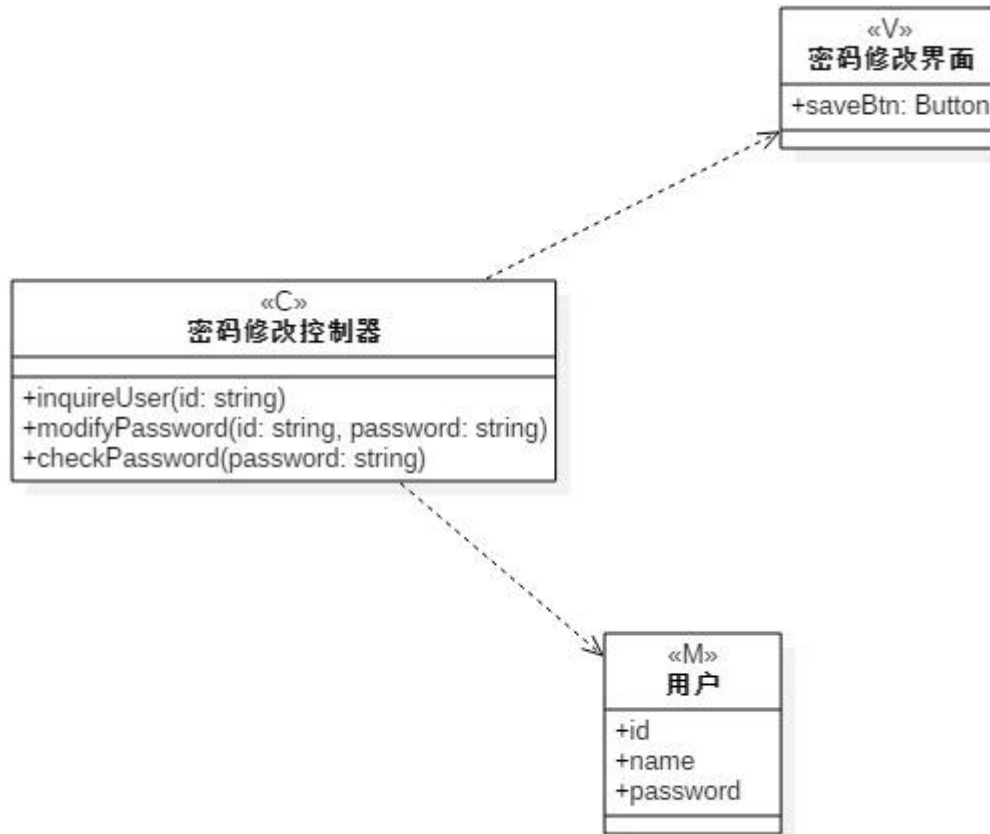 «V»
密码修改界面
+saveBtn: Button
«C»
密码修改控制器
+inquireUser(id: string)
+modifyPassword(id: string, password: string)
+checkPassword(password: string)
«M»
用户
+id
+name
+password